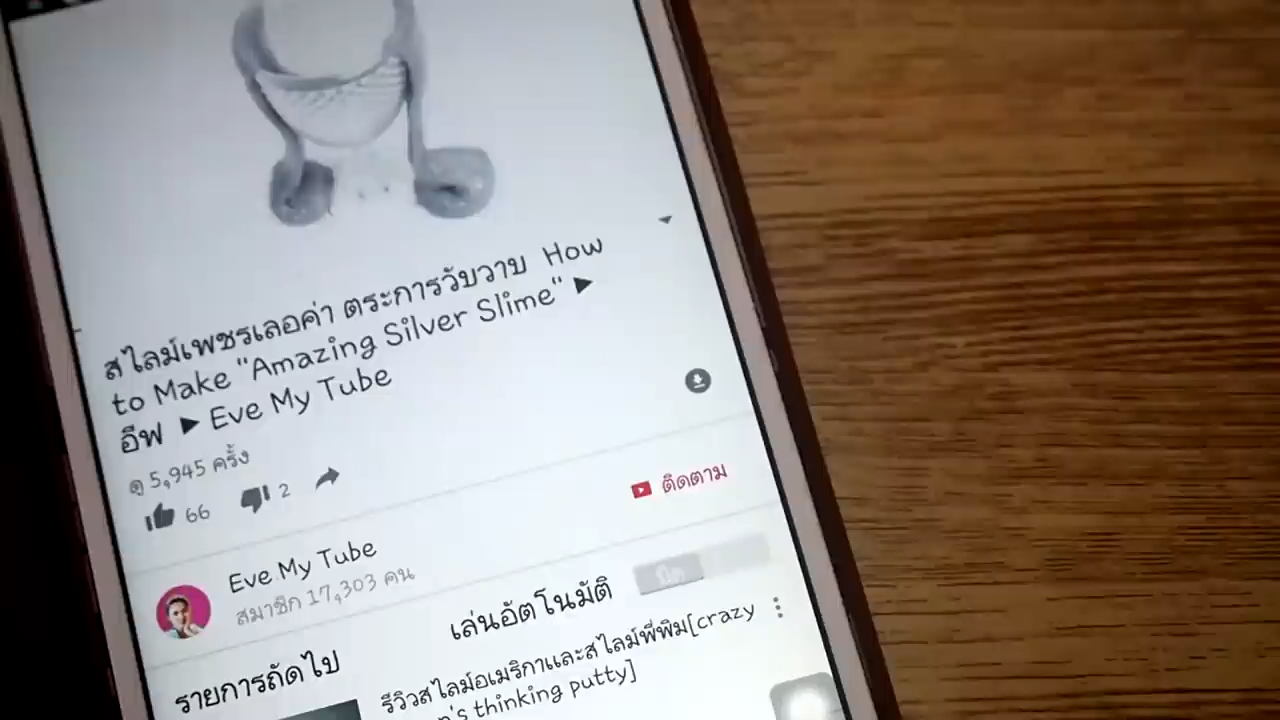 สไลม์เพชรเลอค่า ตระการวับวาบ How
to Make "Amazing Silver Slime" ►
อีฟ ► Eve My Tube
ดู 5,945 ครั้ง
66 2
ติดตาม
Eve My Tube
สมาชิก 17,303 คน
เล่นอัตโนมัติ
รายการถัดไป
รีวิวสไลม์อเมริกาและสไลม์พี่พิม[crazy
thinking putty]